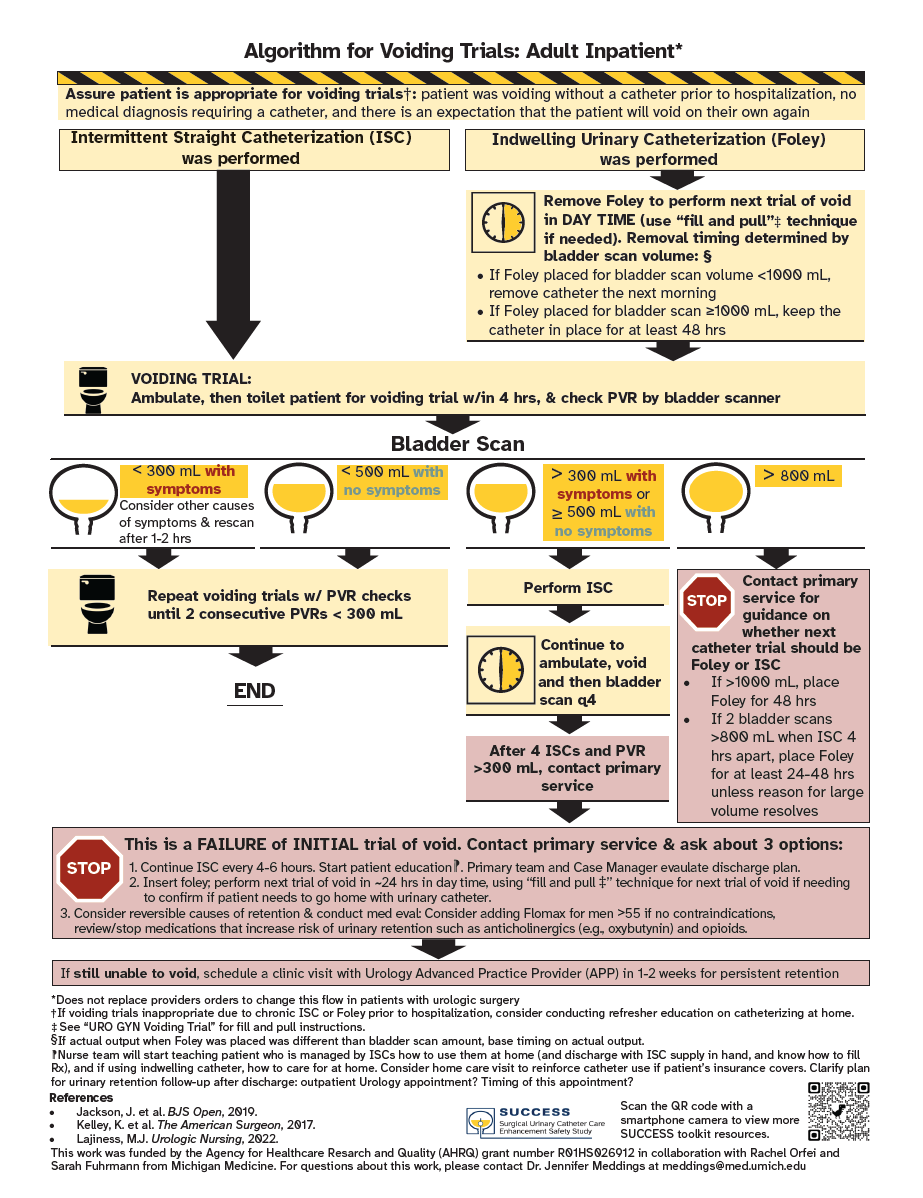 Algorithm for Voiding Trials: Adult Inpatient*
Assure patient is appropriate for voiding trials†: patient was voiding without a catheter prior to hospitalization, no
medical diagnosis requiring a catheter, and there is an expectation that the patient will void on their own again
Intermittent Straight Catheterization (ISC)
was performed
Indwelling Urinary Catheterization (Foley)
was performed
Remove Foley to perform next trial of void
in DAY TIME (use “fill and pull”‡ technique
if needed). Removal timing determined by
bladder scan volume: §
• If Foley placed for bladder scan volume <1000 mL,
remove catheter the next morning
• If Foley placed for bladder scan ≥1000 mL, keep the
catheter in place for at least 48 hrs
VOIDING TRIAL:
Ambulate, then toilet patient for voiding trial w/in 4 hrs, & check PVR by bladder scanner
Bladder Scan
< 300 mL with
symptoms
Consider other causes
of symptoms & rescan
after 1-2 hrs
< 500 mL with
no symptoms
> 300 mL with
symptoms or
≥ 500 mL with
no symptoms
> 800 mL
Repeat voiding trials w/ PVR checks
until 2 consecutive PVRs < 300 mL
END
Perform ISC
Continue to
ambulate, void
and then bladder
scan q4
After 4 ISCs and PVR
>300 mL, contact primary
service
STOP
Contact primary
service for
guidance on
whether next
catheter trial should be
Foley or ISC
• If >1000 mL, place
Foley for 48 hrs
• If 2 bladder scans
>800 mL when ISC 4
hrs apart, place Foley
for at least 24-48 hrs
unless reason for large
volume resolves
STOP
This is a FAILURE of INITIAL trial of void. Contact primary service & ask about 3 options:
1. Continue ISC every 4-6 hours. Start patient education⁋. Primary team and Case Manager evaulate discharge plan.
2. Insert foley; perform next trial of void in ~24 hrs in day time, using “fill and pull ‡” technique for next trial of void if needing
to confirm if patient needs to go home with urinary catheter.
3. Consider reversible causes of retention & conduct med eval: Consider adding Flomax for men >55 if no contraindications,
review/stop medications that increase risk of urinary retention such as anticholinergics (e.g., oxybutynin) and opioids.
If still unable to void, schedule a clinic visit with Urology Advanced Practice Provider (APP) in 1-2 weeks for persistent retention
*Does not replace providers orders to change this flow in patients with urologic surgery
†If voiding trials inappropriate due to chronic ISC or Foley prior to hospitalization, consider conducting refresher education on catheterizing at home.
‡ See “URO GYN Voiding Trial” for fill and pull instructions.
§If actual output when Foley was placed was different than bladder scan amount, base timing on actual output.
⁋Nurse team will start teaching patient who is managed by ISCs how to use them at home (and discharge with ISC supply in hand, and know how to fill
Rx), and if using indwelling catheter, how to care for at home. Consider home care visit to reinforce catheter use if patient’s insurance covers. Clarify plan
for urinary retention follow-up after discharge: outpatient Urology appointment? Timing of this appointment?
References
• Jackson, J. et al. BJS Open, 2019.
• Kelley, K. et al. The American Surgeon, 2017.
• Lajiness, M.J. Urologic Nursing, 2022.
SUCCESS
Surgical Urinary Catheter Care
Enhancement Safety Study
Scan the QR code with a
smartphone camera to view more
SUCCESS toolkit resources.
This work was funded by the Agency for Healthcare Resarch and Quality (AHRQ) grant number R01HS026912 in collaboration with Rachel Orfei and
Sarah Fuhrmann from Michigan Medicine. For questions about this work, please contact Dr. Jennifer Meddings at meddings@med.umich.edu